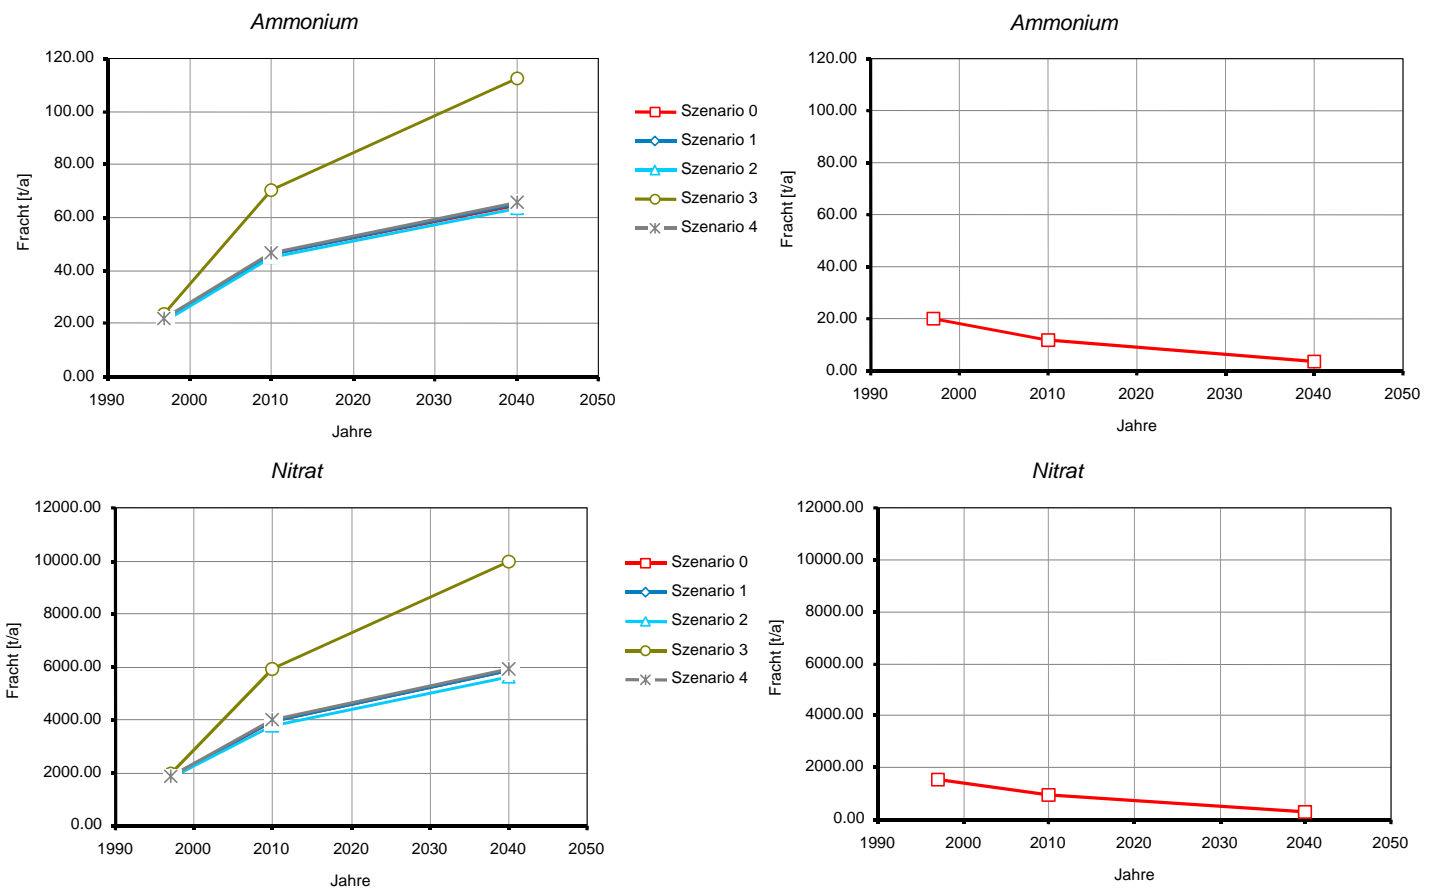 Ammonium
120.00
100.00
80.00
60.00
40.00
20.00
0.00
1990 2000 2010 2020 2030 2040 2050
Fracht [t/a]
Jahre
Szenario 0
Szenario 1
Szenario 2
Szenario 3
Szenario 4
Ammonium
120.00
100.00
80.00
60.00
40.00
20.00
0.00
1990 2000 2010 2020 2030 2040 2050
Fracht [t/a]
Jahre
Nitrat
12000.00
10000.00
8000.00
6000.00
4000.00
2000.00
0.00
1990 2000 2010 2020 2030 2040 2050
Fracht [t/a]
Jahre
Szenario 0
Szenario 1
Szenario 2
Szenario 3
Szenario 4
Nitrat
12000.00
10000.00
8000.00
6000.00
4000.00
2000.00
0.00
1990 2000 2010 2020 2030 2040 2050
Fracht [t/a]
Jahre